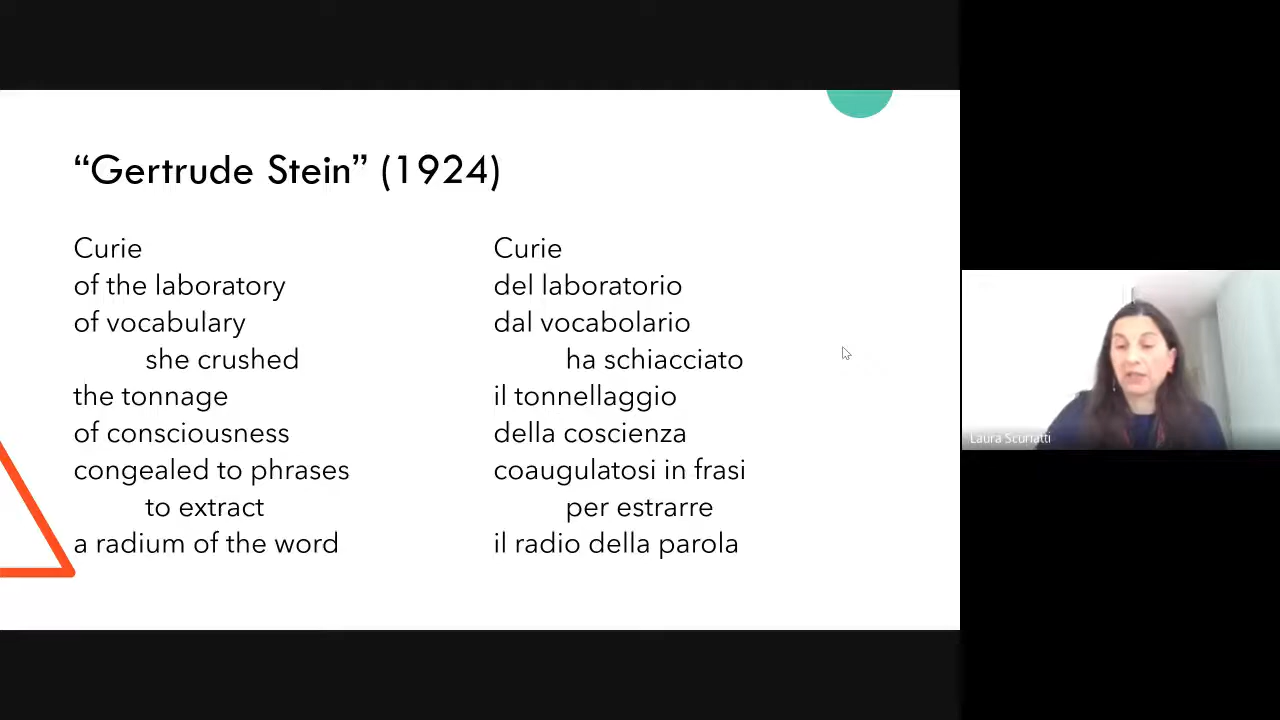 “Gertrude Stein” (1924)
Curie
of the laboratory
of vocabulary
she crushed
the tonnage
of consciousness
congealed to phrases
to extract
a radium of the word
Curie
del laboratorio
dal vocabolario
ha schiacciato
il tonnellaggio
della coscienza
coaugulatosi in frasi
per estrarre
il radio della parola
Laura Scurriatti